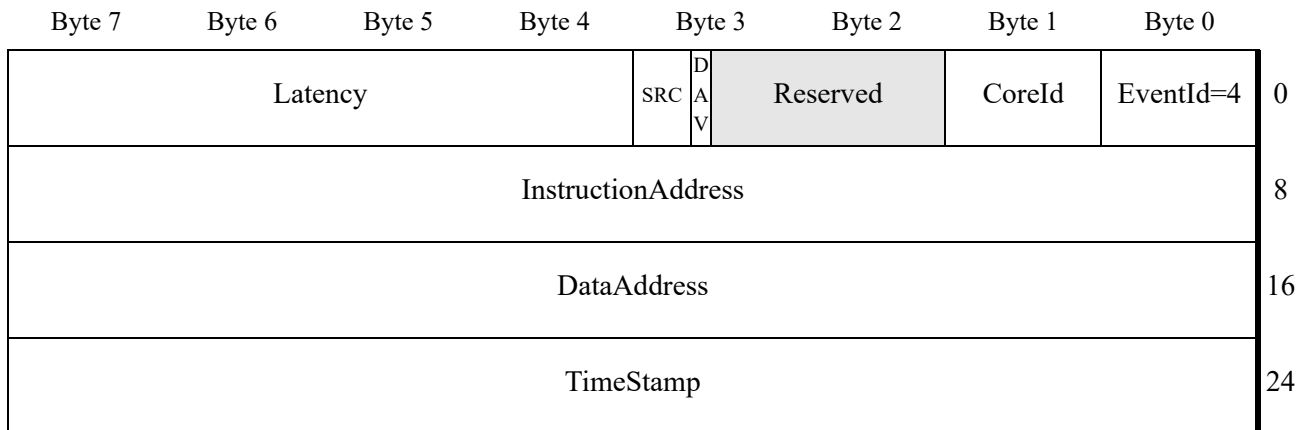 Byte 7 Byte 6 Byte 5 Byte 4 Byte 3 Byte 2 Byte 1 Byte 0
Latency SRC DAV Reserved CoreId EventId=4 0
InstructionAddress 8
DataAddress 16
TimeStamp 24